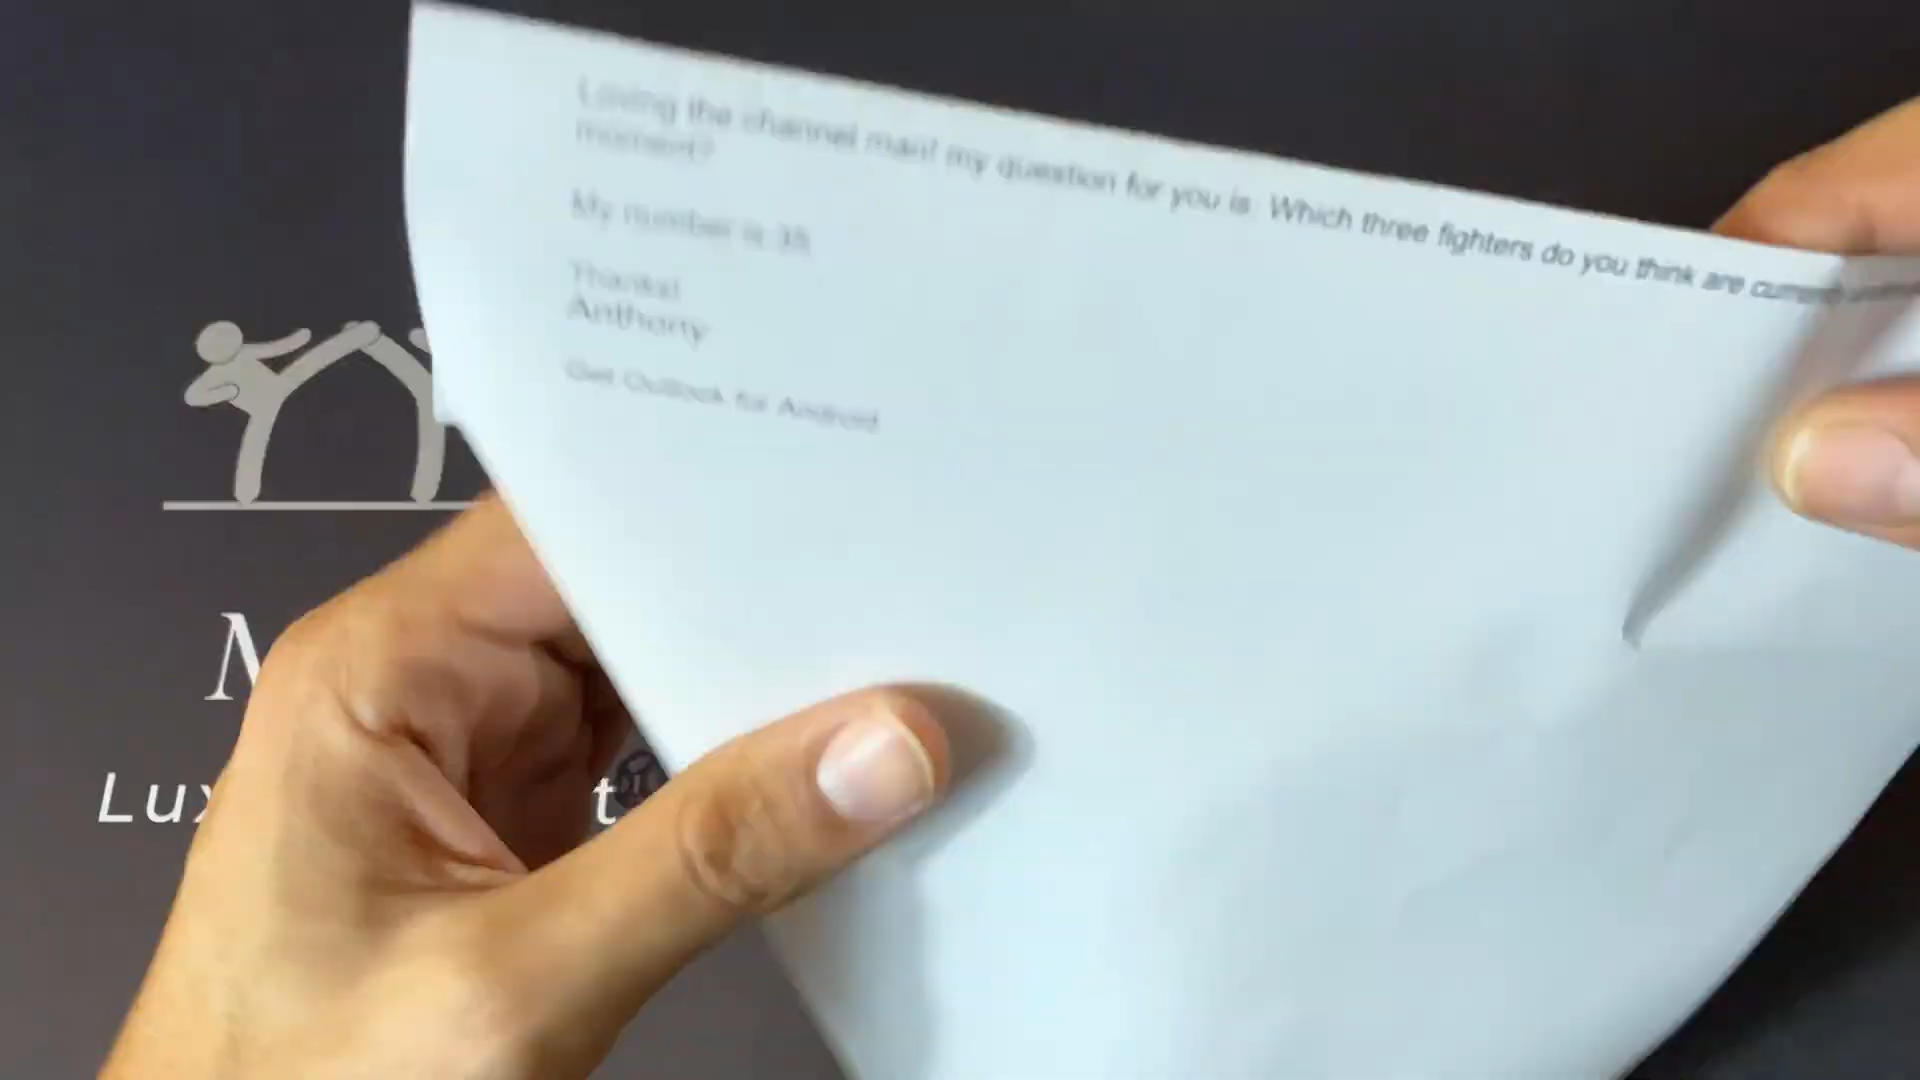 Loving the channel man! my question for you is: Which three fighters do you think are
moment?
My number is 35
Thanks!
Anthony
Get Outlook for Android
M
Lux t